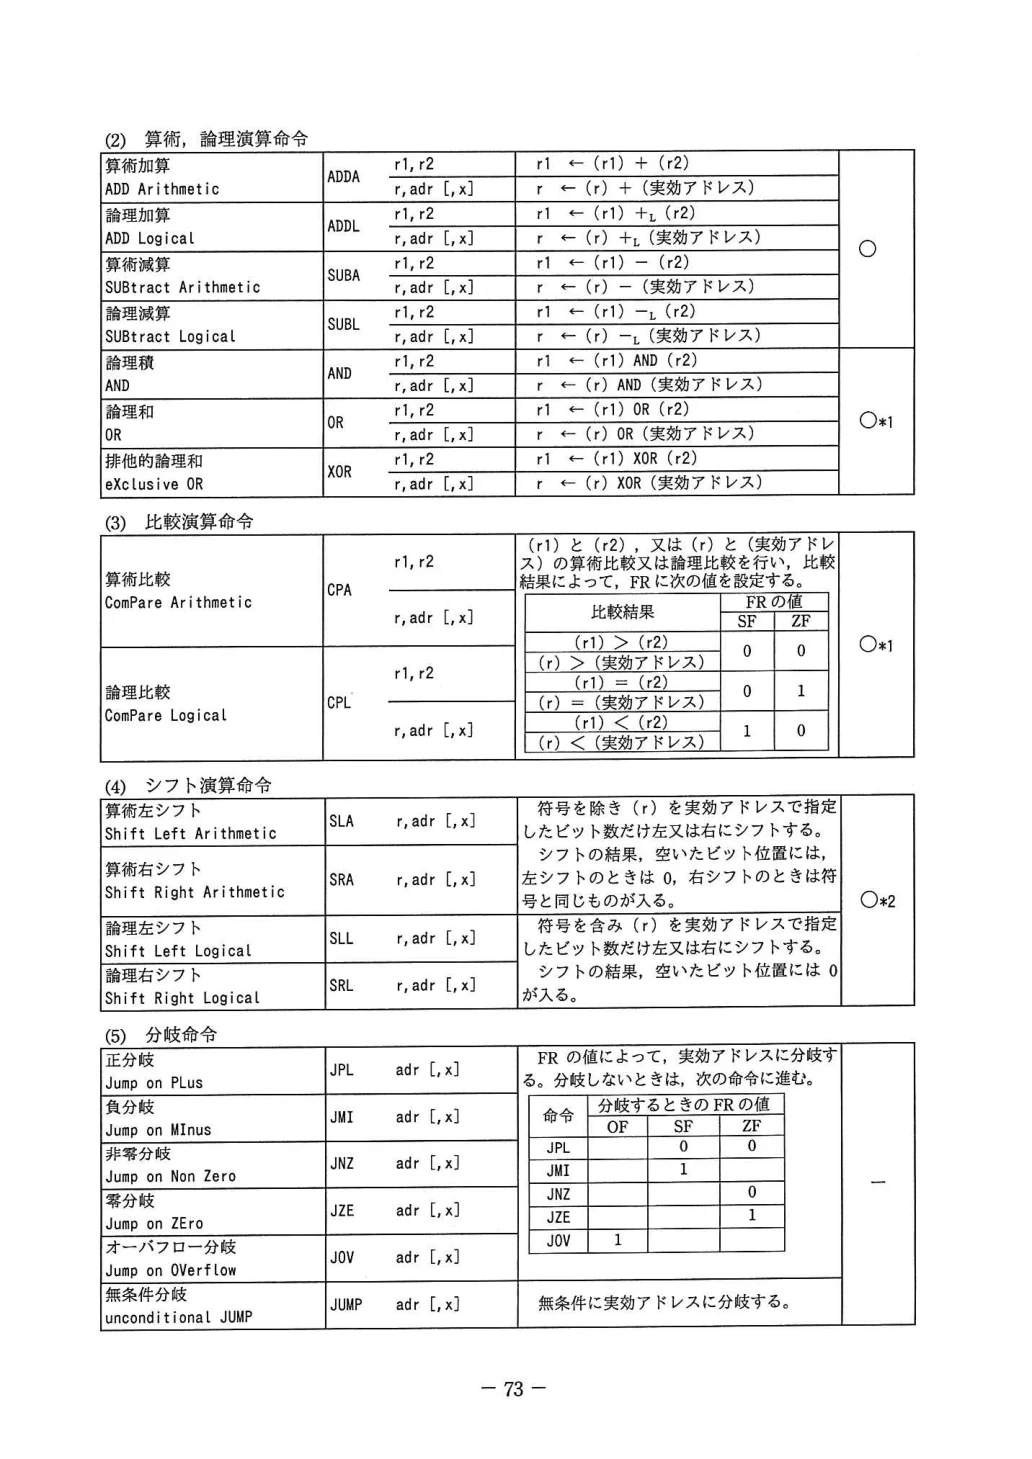 (2) 算術，論理演算命令
算術加算
ADD Arithmetic
ADDA
r1,r2
r1 ← (r1) + (r2)
r,adr [,x]
r ← (r) + (実効アドレス)
論理加算
ADD Logical
ADDL
r1,r2
r1 ← (r1) +L (r2)
r,adr [,x]
r ← (r) +L (実効アドレス)
算術減算
SUBtract Arithmetic
SUBA
r1,r2
r1 ← (r1) − (r2)
r,adr [,x]
r ← (r) − (実効アドレス)
論理減算
SUBtract Logical
SUBL
r1,r2
r1 ← (r1) −L (r2)
r,adr [,x]
r ← (r) −L (実効アドレス)
○
論理積
AND
AND
r1,r2
r1 ← (r1) AND (r2)
r,adr [,x]
r ← (r) AND (実効アドレス)
論理和
OR
OR
r1,r2
r1 ← (r1) OR (r2)
r,adr [,x]
r ← (r) OR (実効アドレス)
排他的論理和
eXclusive OR
XOR
r1,r2
r1 ← (r1) XOR (r2)
r,adr [,x]
r ← (r) XOR (実効アドレス)
○*1
(3) 比較演算命令
算術比較
ComPare Arithmetic
CPA
r1,r2
r,adr [,x]
論理比較
ComPare Logical
CPL
r1,r2
r,adr [,x]
(r1) と (r2) , 又は (r) と (実効アドレ
ス) の算術比較又は論理比較を行い，比較
結果によって，FR に次の値を設定する。
比較結果
FR の値
SF ZF
(r1) ＞ (r2)
(r) ＞ (実効アドレス)
0 0
(r1) ＝ (r2)
(r) ＝ (実効アドレス)
0 1
(r1) ＜ (r2)
(r) ＜ (実効アドレス)
1 0
○*1
(4) シフト演算命令
算術左シフト
Shift Left Arithmetic
SLA r,adr [,x]
算術右シフト
Shift Right Arithmetic
SRA r,adr [,x]
符号を除き (r) を実効アドレスで指定
したビット数だけ左又は右にシフトする。
シフトの結果，空いたビット位置には，
左シフトのときは 0，右シフトのときは符
号と同じものが入る。
論理左シフト
Shift Left Logical
SLL r,adr [,x]
論理右シフト
Shift Right Logical
SRL r,adr [,x]
符号を含み (r) を実効アドレスで指定
したビット数だけ左又は右にシフトする。
シフトの結果，空いたビット位置には 0
が入る。
○*2
(5) 分岐命令
正分岐
Jump on PLus
JPL adr [,x]
負分岐
Jump on MInus
JMI adr [,x]
非零分岐
Jump on Non Zero
JNZ adr [,x]
零分岐
Jump on ZEro
JZE adr [,x]
オーバフロー分岐
Jump on OVerflow
JOV adr [,x]
FR の値によって，実効アドレスに分岐す
る。分岐しないときは，次の命令に進む。
命令
分岐するときの FR の値
OF SF ZF
JPL 0 0
JMI 1
JNZ 0
JZE 1
JOV 1
無条件分岐
unconditional JUMP
JUMP adr [,x]
無条件に実効アドレスに分岐する。
－
－ 73 －